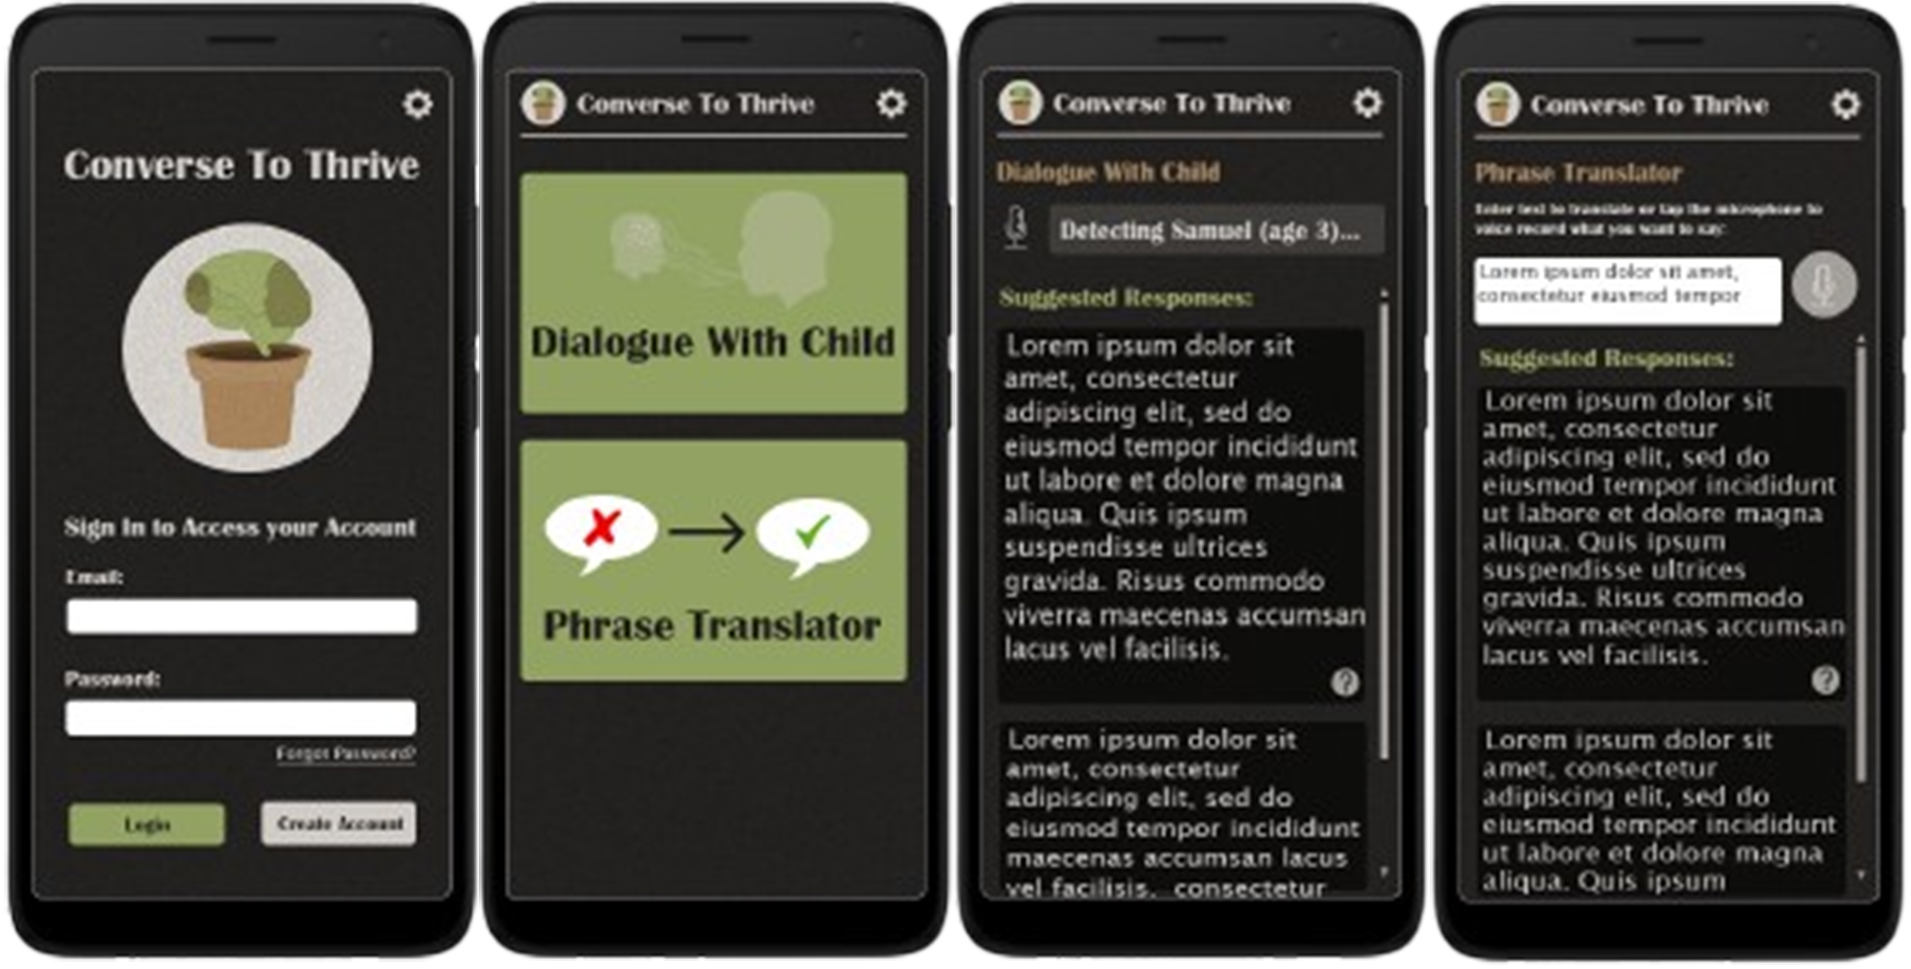 Converse To Thrive
Sign In to Access your Account
Email:
Password:
Forgot Password?
Login
Create Account
Converse To Thrive
Dialogue With Child
Phrase Translator
Converse To Thrive
Dialogue With Child
Detecting Samuel (age 3)...
Suggested Responses:
Lorem ipsum dolor sit
amet, consectetur
adipiscing elit, sed do
eiusmod tempor incididunt
ut labore et dolore magna
aliqua. Quis ipsum
suspendisse ultrices
gravida. Risus commodo
viverra maecenas accumsan
lacus vel facilisis.
?
Lorem ipsum dolor sit
amet, consectetur
adipiscing elit, sed do
eiusmod tempor incididunt
maecenas accumsan lacus
vel facilisis. consectetur
Converse To Thrive
Phrase Translator
Enter text to translate or tap the microphone to
voice record what you want to say:
Lorem ipsum dolor sit amet,
consectetur eiusmod tempor
Suggested Responses:
Lorem ipsum dolor sit
amet, consectetur
adipiscing elit, sed do
eiusmod tempor incididunt
ut labore et dolore magna
aliqua. Quis ipsum
suspendisse ultrices
gravida. Risus commodo
viverra maecenas accumsan
lacus vel facilisis.
?
Lorem ipsum dolor sit
amet, consectetur
adipiscing elit, sed do
eiusmod tempor incididunt
ut labore et dolore magna
aliqua. Quis ipsum